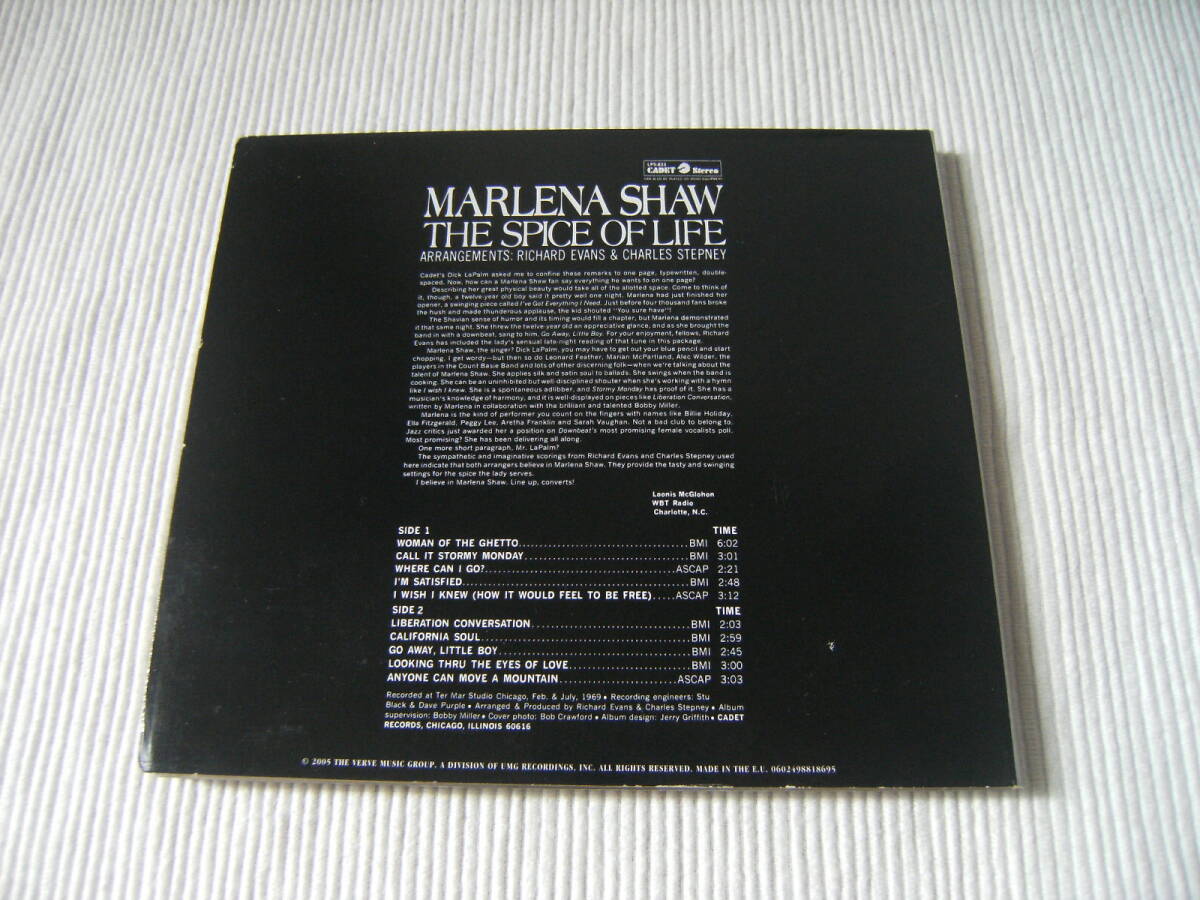 LPS-833
CADET Stereo
MARLENA SHAW
THE SPICE OF LIFE
ARRANGEMENTS: RICHARD EVANS & CHARLES STEPNEY
Cadet's Dick LaPalm asked me to confine these remarks to one page, typewritten, double-
spaced. Now, how can a Marlena Shaw fan say everything he wants to on one page?
Describing her great physical beauty would take all of the allotted space. Come to think of
it, though, a twelve-year old boy said it pretty well one night. Marlena had just finished her
opener, a swinging piece called I've Got Everything I Need. Just before four thousand fans broke
the hush and made thunderous applause, the kid shouted "You sure have"!
The Shavian sense of humor and its timing would fill a chapter, but Marlena demonstrated
it that same night. She threw the twelve-year old an appreciative glance, and as she brought the
band in with a downbeat, sang to him, Go Away, Little Boy. For your enjoyment, fellows, Richard
Evans has included the lady's sensual late-night reading of that tune in this package.
Marlena Shaw, the singer? Dick LaPalm, you may have to get out your blue pencil and start
chopping. I get wordy—but then so do Leonard Feather, Marian McPartland, Alec Wilder, the
players in the Count Basie Band and lots of other discerning folk—when we're talking about the
talent of Marlena Shaw. She applies silk and satin soul to ballads. She swings when the band is
cooking. She can be an uninhibited but well-disciplined shouter when she's working with a hymn
like I wish I knew. She is a spontaneous adlibber, and Stormy Monday has proof of it. She has a
musician's knowledge of harmony, and it is well-displayed on pieces like Liberation Conversation,
written by Marlena in collaboration with the brilliant and talented Bobby Miller.
Marlena is the kind of performer you count on the fingers with names like Billie Holiday,
Ella Fitzgerald, Peggy Lee, Aretha Franklin and Sarah Vaughan. Not a bad club to belong to.
Jazz critics just awarded her a position on Downbeat's most promising female vocalists poll.
Most promising? She has been delivering all along.
One more short paragraph, Mr. LaPalm?
The sympathetic and imaginative scorings from Richard Evans and Charles Stepney used
here indicate that both arrangers believe in Marlena Shaw. They provide the tasty and swinging
settings for the spice the lady serves.
I believe in Marlena Shaw. Line up, converts!
Loonis McGlohon
WBT Radio
Charlotte, N.C.
SIDE 1 TIME
WOMAN OF THE GHETTO BMI 6:02
CALL IT STORMY MONDAY BMI 3:01
WHERE CAN I GO? ASCAP 2:21
I'M SATISFIED BMI 2:48
I WISH I KNEW (HOW IT WOULD FEEL TO BE FREE) ASCAP 3:12
SIDE 2 TIME
LIBERATION CONVERSATION BMI 2:03
CALIFORNIA SOUL BMI 2:59
GO AWAY, LITTLE BOY BMI 2:45
LOOKING THRU THE EYES OF LOVE BMI 3:00
ANYONE CAN MOVE A MOUNTAIN ASCAP 3:03
Recorded at Ter Mar Studio Chicago, Feb. & July, 1969 • Recording engineers: Stu
Black & Dave Purple • Arranged & Produced by Richard Evans & Charles Stepney • Album
supervision: Bobby Miller • Cover photo: Bob Crawford • Album design: Jerry Griffith • CADET
RECORDS, CHICAGO, ILLINOIS 60616
© 2005 THE VERVE MUSIC GROUP, A DIVISION OF UMG RECORDINGS, INC. ALL RIGHTS RESERVED. MADE IN THE E.U. 0602498818695